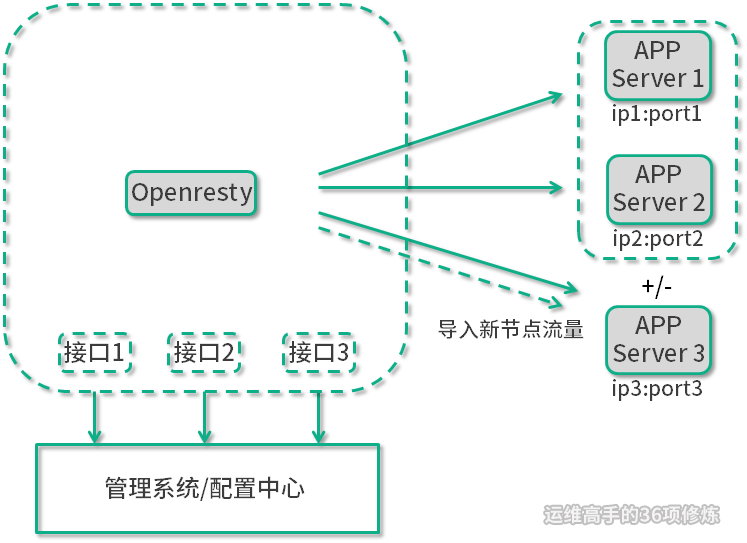 APP
Server 1
ip1:port1
Openresty
APP
Server 2
ip2:port2
+/-
导入新节点流量
APP
Server 3
ip3:port3
接口1
接口2
接口3
管理系统/配置中心
运维高手的36项修炼